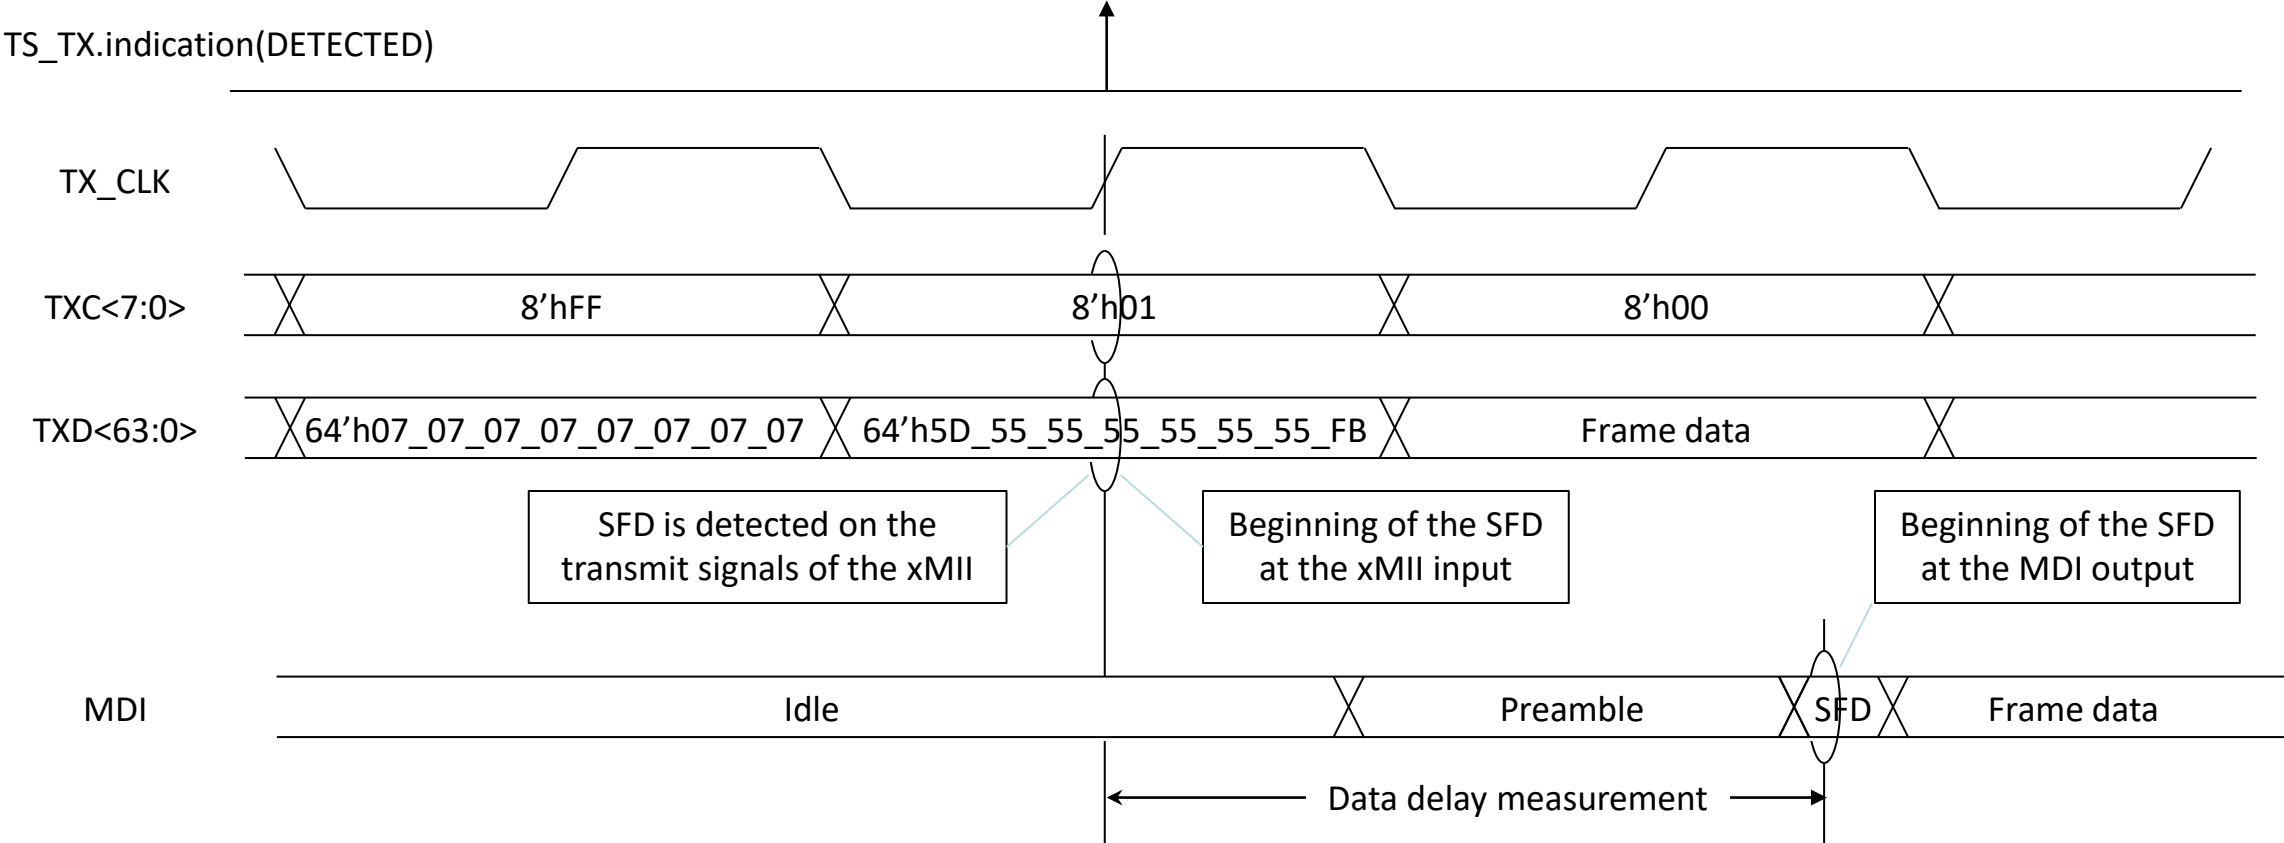 TS_TX.indication(DETECTED)
TX_CLK
TXC<7:0>
8’hFF
8’h01
8’h00
TXD<63:0>
64’h07_07_07_07_07_07_07_07
64’h5D_55_55_55_55_55_55_FB
Frame data
SFD is detected on the
transmit signals of the xMII
Beginning of the SFD
at the xMII input
Beginning of the SFD
at the MDI output
MDI
Idle
Preamble
SFD
Frame data
Data delay measurement